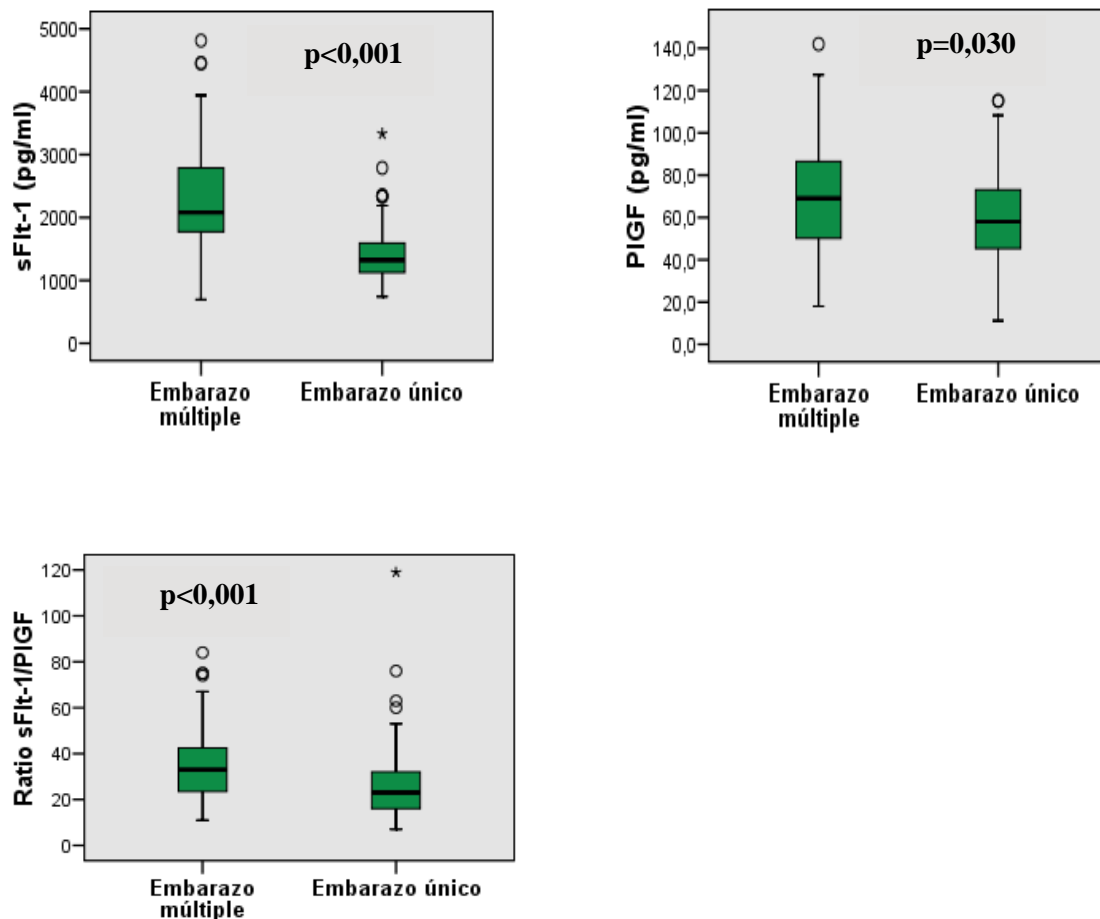 sFlt-1 (pg/ml)
5000
4000
3000
2000
1000
0
p<0,001
Embarazo
múltiple
Embarazo único
PlGF (pg/ml)
140,0
120,0
100,0
80,0
60,0
40,0
20,0
0,0
p=0,030
Embarazo
múltiple
Embarazo único
Ratio sFlt-1/PlGF
120
100
80
60
40
20
0
p<0,001
Embarazo
múltiple
Embarazo único